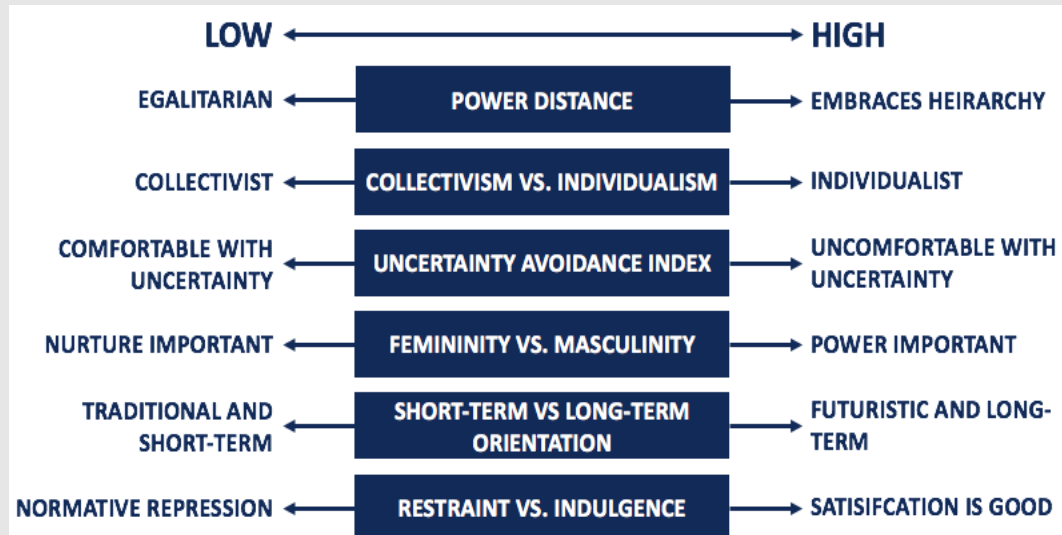 LOW HIGH
EGALITARIAN POWER DISTANCE EMBRACES HEIRARCHY
COLLECTIVIST COLLECTIVISM VS. INDIVIDUALISM INDIVIDUALIST
COMFORTABLE WITH
UNCERTAINTY
UNCERTAINTY AVOIDANCE INDEX
UNCOMFORTABLE WITH
UNCERTAINTY
NURTURE IMPORTANT FEMININITY VS. MASCULINITY POWER IMPORTANT
TRADITIONAL AND
SHORT-TERM
SHORT-TERM VS LONG-TERM
ORIENTATION
FUTURISTIC AND LONG-
TERM
NORMATIVE REPRESSION RESTRAINT VS. INDULGENCE SATISIFCATION IS GOOD